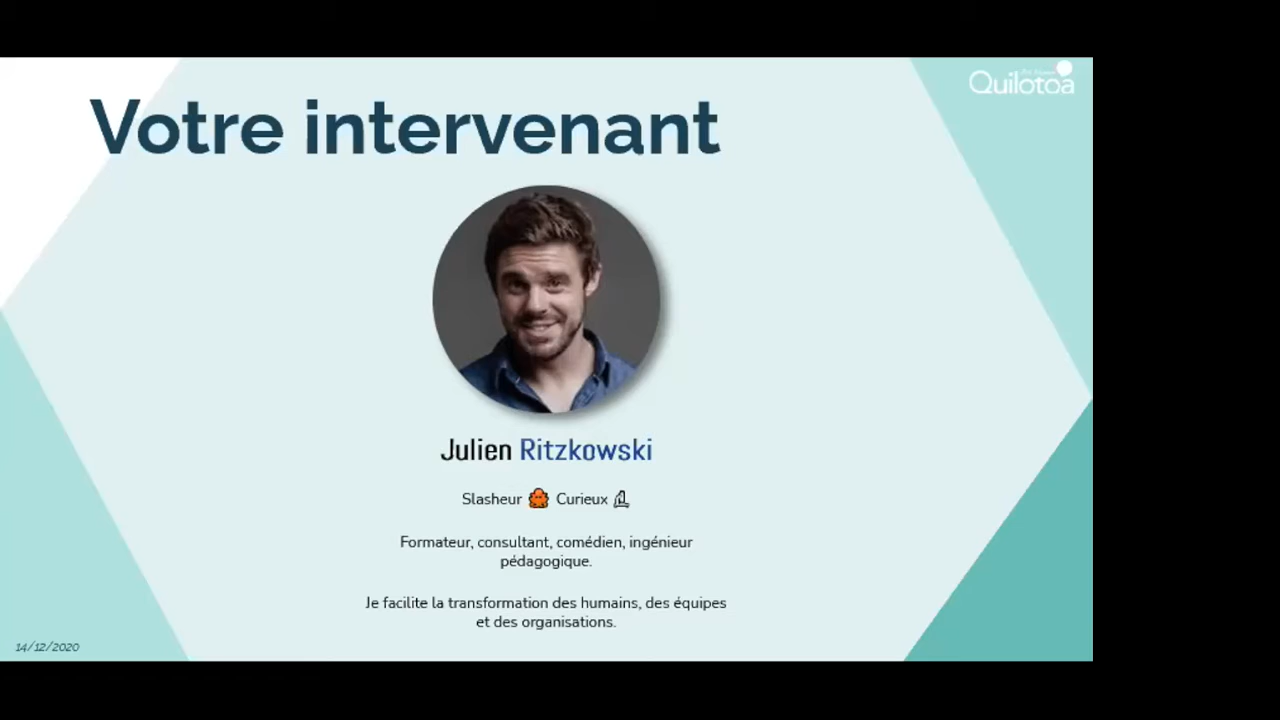 Quilotoa
Votre intervenant
Julien Ritzkowski
Slasheur Curieux
Formateur, consultant, comédien, ingénieur
pédagogique.
Je facilite la transformation des humains, des équipes
et des organisations.
14/12/2020